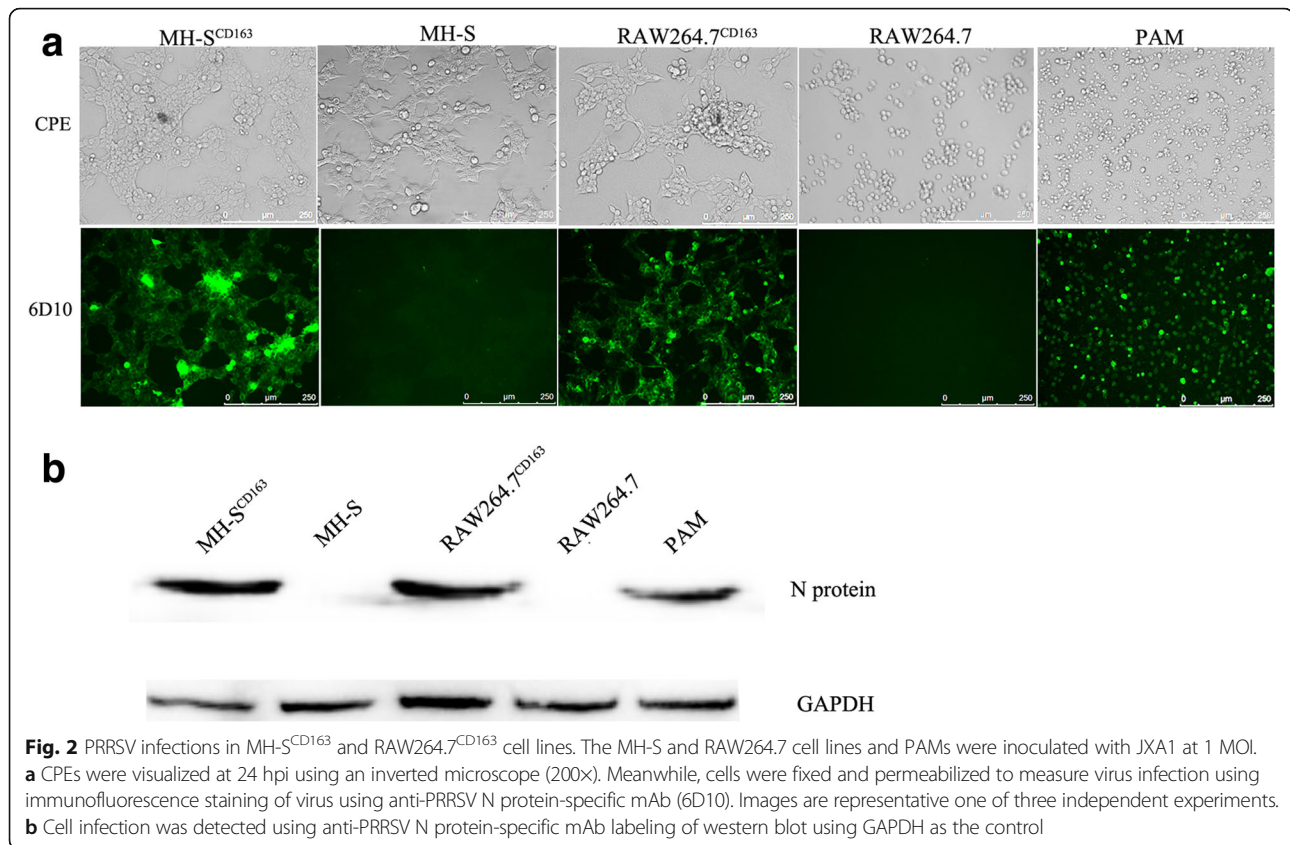 a
MH-S^CD163 MH-S RAW264.7^CD163 RAW264.7 PAM
CPE
0 µm 250 0 µm 250 0 µm 250 0 µm 250 0 µm 250
6D10
0 µm 250 0 µm 250 0 µm 250 0 µm 250 0 µm 250
b
MH-S^CD163 MH-S RAW264.7^CD163 RAW264.7 PAM
N protein
GAPDH
Fig. 2 PRRSV infections in MH-S^CD163 and RAW264.7^CD163 cell lines. The MH-S and RAW264.7 cell lines and PAMs were inoculated with JXA1 at 1 MOI.
a CPEs were visualized at 24 hpi using an inverted microscope (200×). Meanwhile, cells were fixed and permeabilized to measure virus infection using
immunofluorescence staining of virus using anti-PRRSV N protein-specific mAb (6D10). Images are representative one of three independent experiments.
b Cell infection was detected using anti-PRRSV N protein-specific mAb labeling of western blot using GAPDH as the control